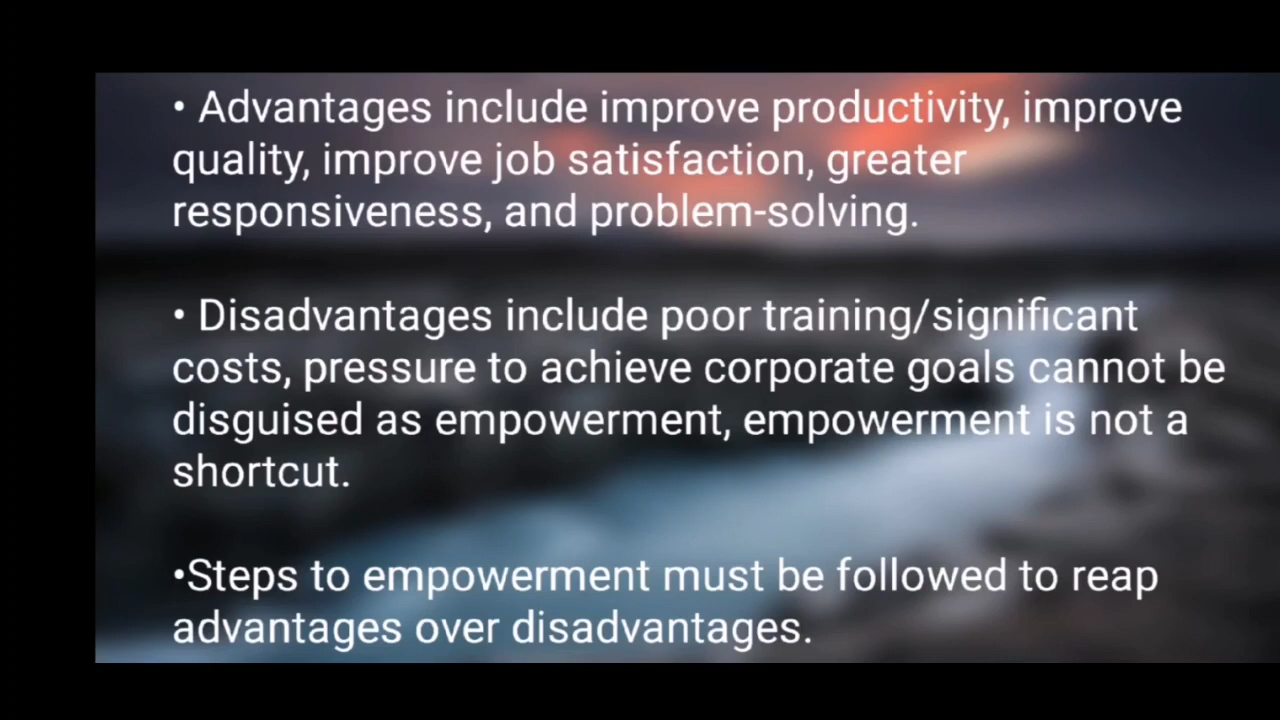 • Advantages include improve productivity, improve
quality, improve job satisfaction, greater
responsiveness, and problem-solving.
• Disadvantages include poor training/significant
costs, pressure to achieve corporate goals cannot be
disguised as empowerment, empowerment is not a
shortcut.
•Steps to empowerment must be followed to reap
advantages over disadvantages.